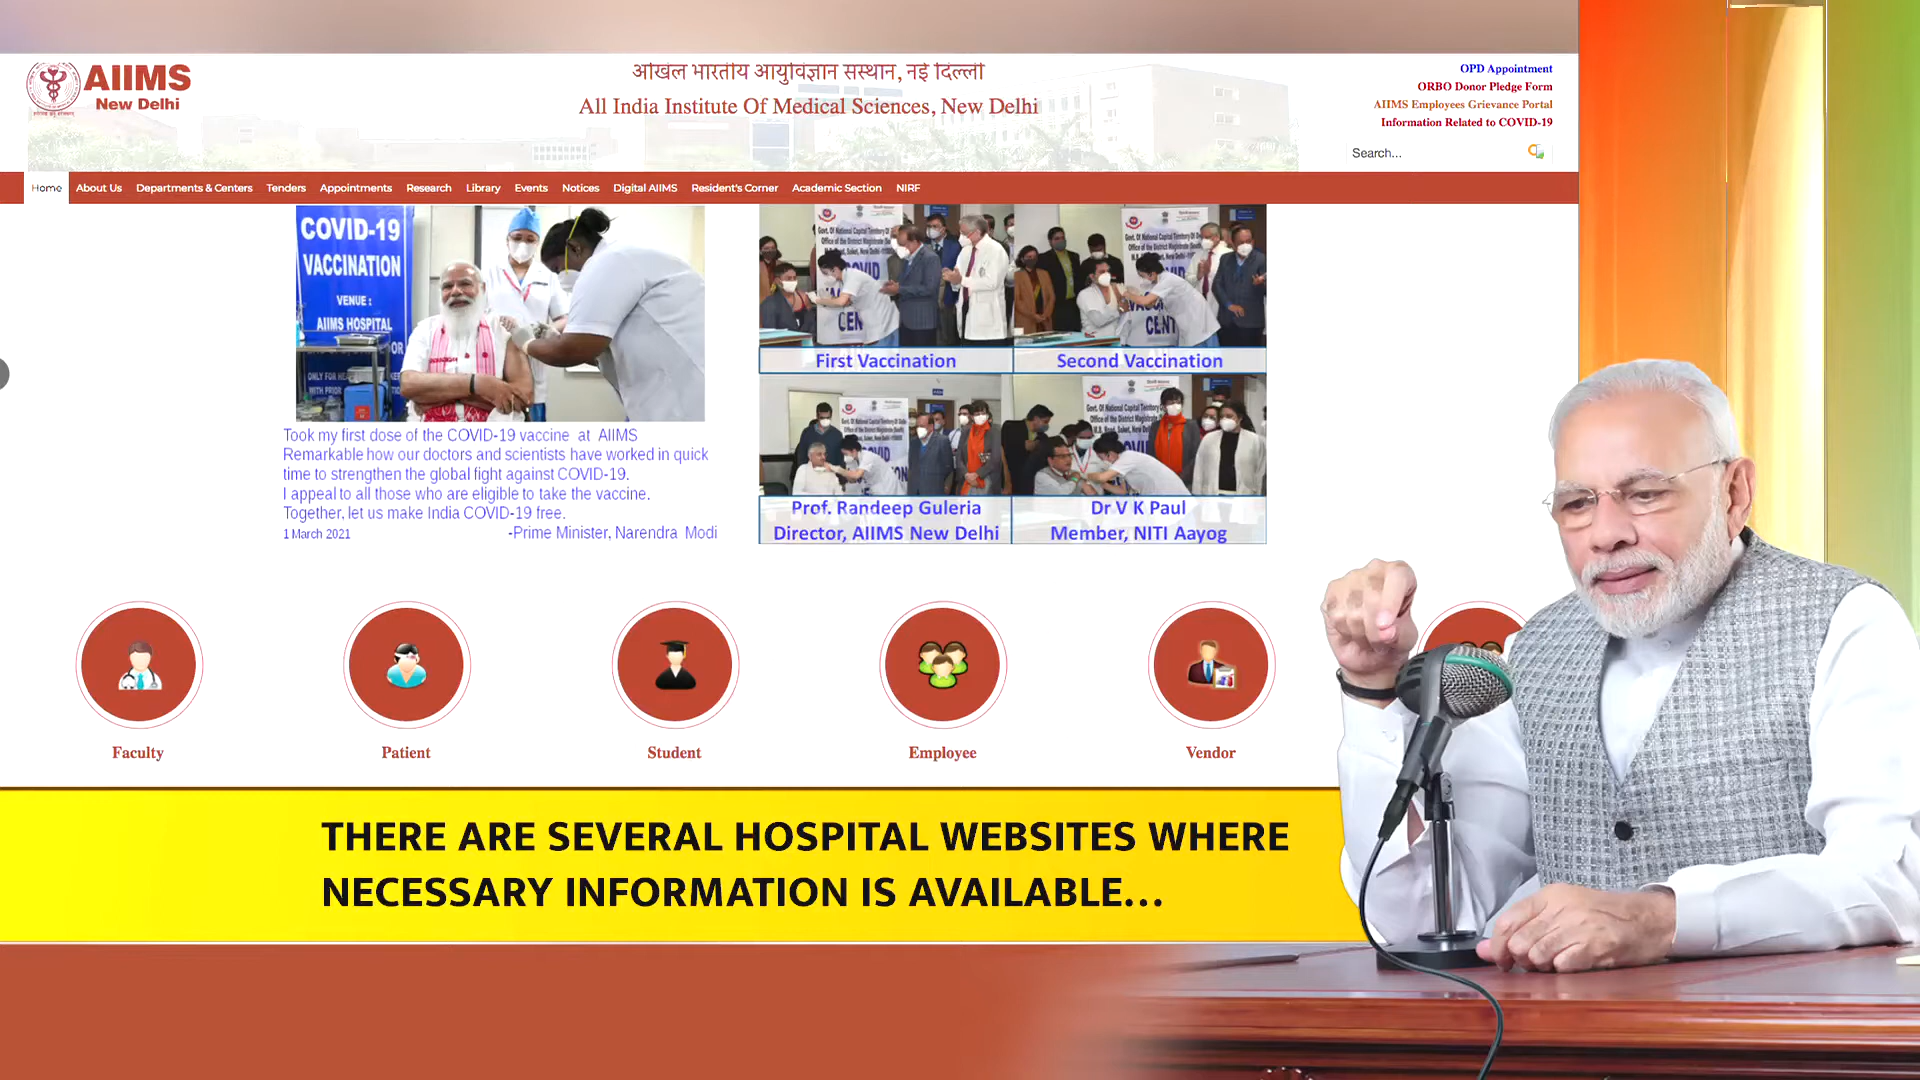 AIIMS
New Delhi
अखिल भारतीय आयुर्विज्ञान संस्थान, नई दिल्ली
All India Institute Of Medical Sciences, New Delhi
OPD Appointment
ORBO Donor Pledge Form
AIIMS Employees Grievance Portal
Information Related to COVID-19
Search...
Home About Us Departments & Centers Tenders Appointments Research Library Events Notices Digital AIIMS Resident's Corner Academic Section NIRF
COVID-19
VACCINATION
VENUE :
AIIMS HOSPITAL
Took my first dose of the COVID-19 vaccine at AIIMS
Remarkable how our doctors and scientists have worked in quick
time to strengthen the global fight against COVID-19.
I appeal to all those who are eligible to take the vaccine.
Together, let us make India COVID-19 free.
1 March 2021 -Prime Minister, Narendra Modi
First Vaccination
Second Vaccination
Prof. Randeep Guleria
Director, AIIMS New Delhi
Dr V K Paul
Member, NITI Aayog
Faculty
Patient
Student
Employee
Vendor
THERE ARE SEVERAL HOSPITAL WEBSITES WHERE
NECESSARY INFORMATION IS AVAILABLE...